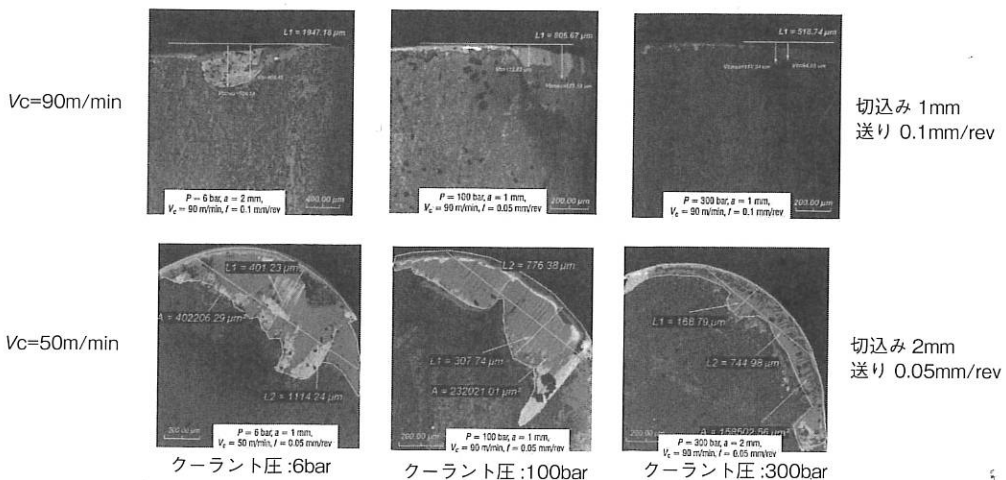 Vc=90m/min
L1 = 1947.18 µm
P = 6 bar, a = 2 mm,
Vc = 90 m/min, f = 0.1 mm/rev
400.00 µm
L1 = 805.67 µm
P = 100 bar, a = 1 mm,
Vc = 90 m/min, f = 0.05 mm/rev
200.00 µm
L1 = 518.74 µm
P = 300 bar, a = 1 mm,
Vc = 90 m/min, f = 0.1 mm/rev
200.00 µm
切込み 1mm
送り 0.1mm/rev
Vc=50m/min
L1 = 401.23 µm
A = 402206.29 µm²
L2 = 1114.24 µm
P = 6 bar, a = 1 mm,
Vc = 50 m/min, f = 0.05 mm/rev
クーラント圧:6bar
L2 = 776.38 µm
L1 = 307.74 µm
A = 232021.01 µm²
200.00 µm
P = 100 bar, a = 1 mm,
Vc = 90 m/min, f = 0.05 mm/rev
クーラント圧:100bar
L1 = 168.79 µm
L2 = 744.98 µm
A = 158502.56 µm²
200.00 µm
P = 300 bar, a = 2 mm,
Vc = 90 m/min, f = 0.05 mm/rev
クーラント圧:300bar
切込み 2mm
送り 0.05mm/rev